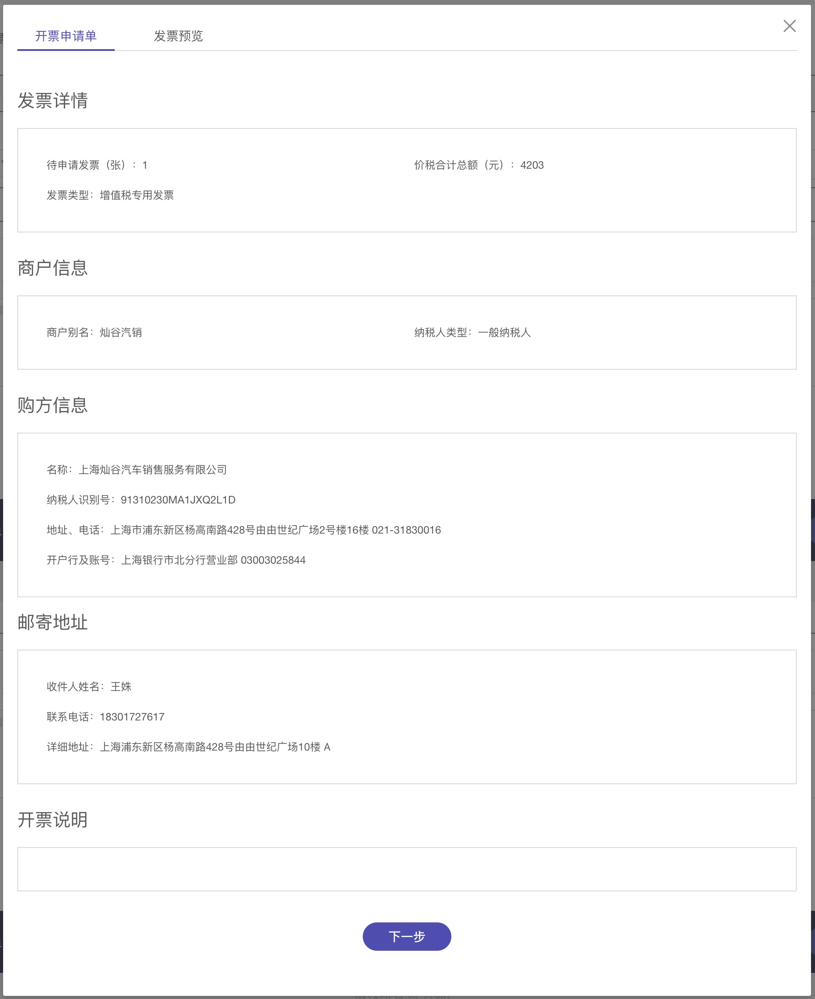 开票申请单
发票预览
发票详情
待申请发票（张）：1
价税合计总额（元）：4203
发票类型：增值税专用发票
商户信息
商户别名：灿谷汽销
纳税人类型：一般纳税人
购方信息
名称：上海灿谷汽车销售服务有限公司
纳税人识别号：91310230MA1JXQ2L1D
地址、电话：上海市浦东新区杨高南路428号由由世纪广场2号楼16楼 021-31830016
开户行及账号：上海银行市北分行营业部 03003025844
邮寄地址
收件人姓名：王姝
联系电话：18301727617
详细地址：上海浦东新区杨高南路428号由由世纪广场10楼 A
开票说明
下一步